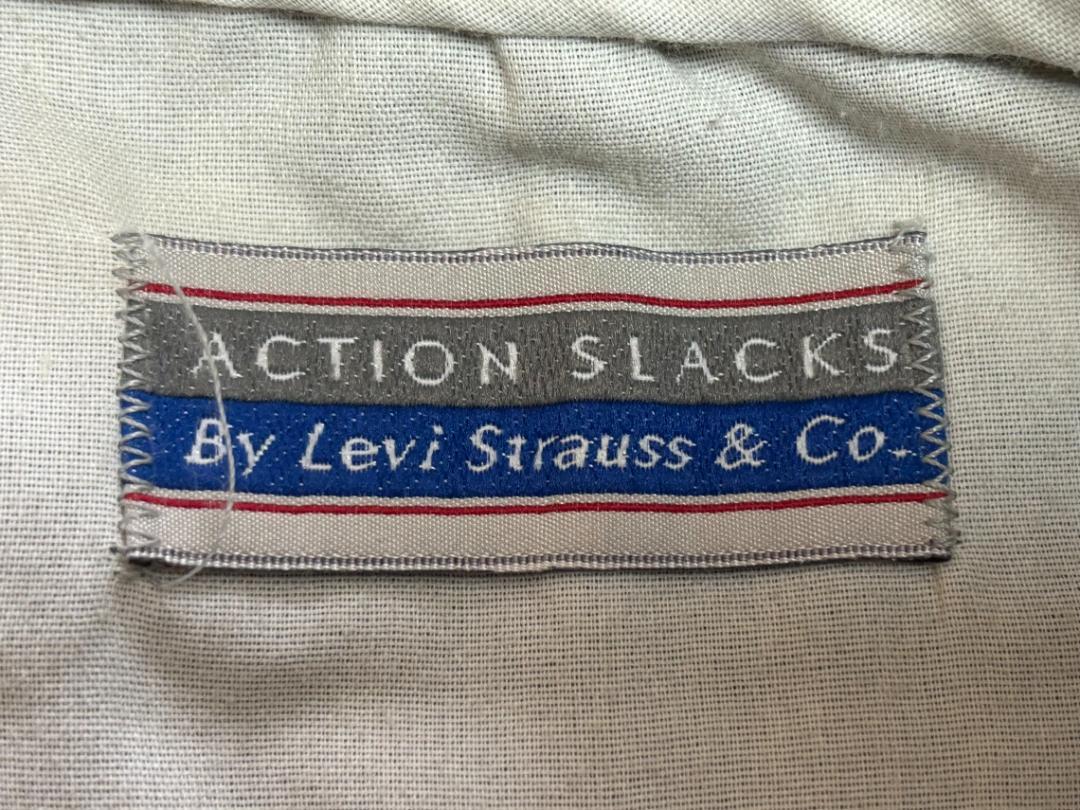 ACTION SLACKS
By Levi Strauss & Co.